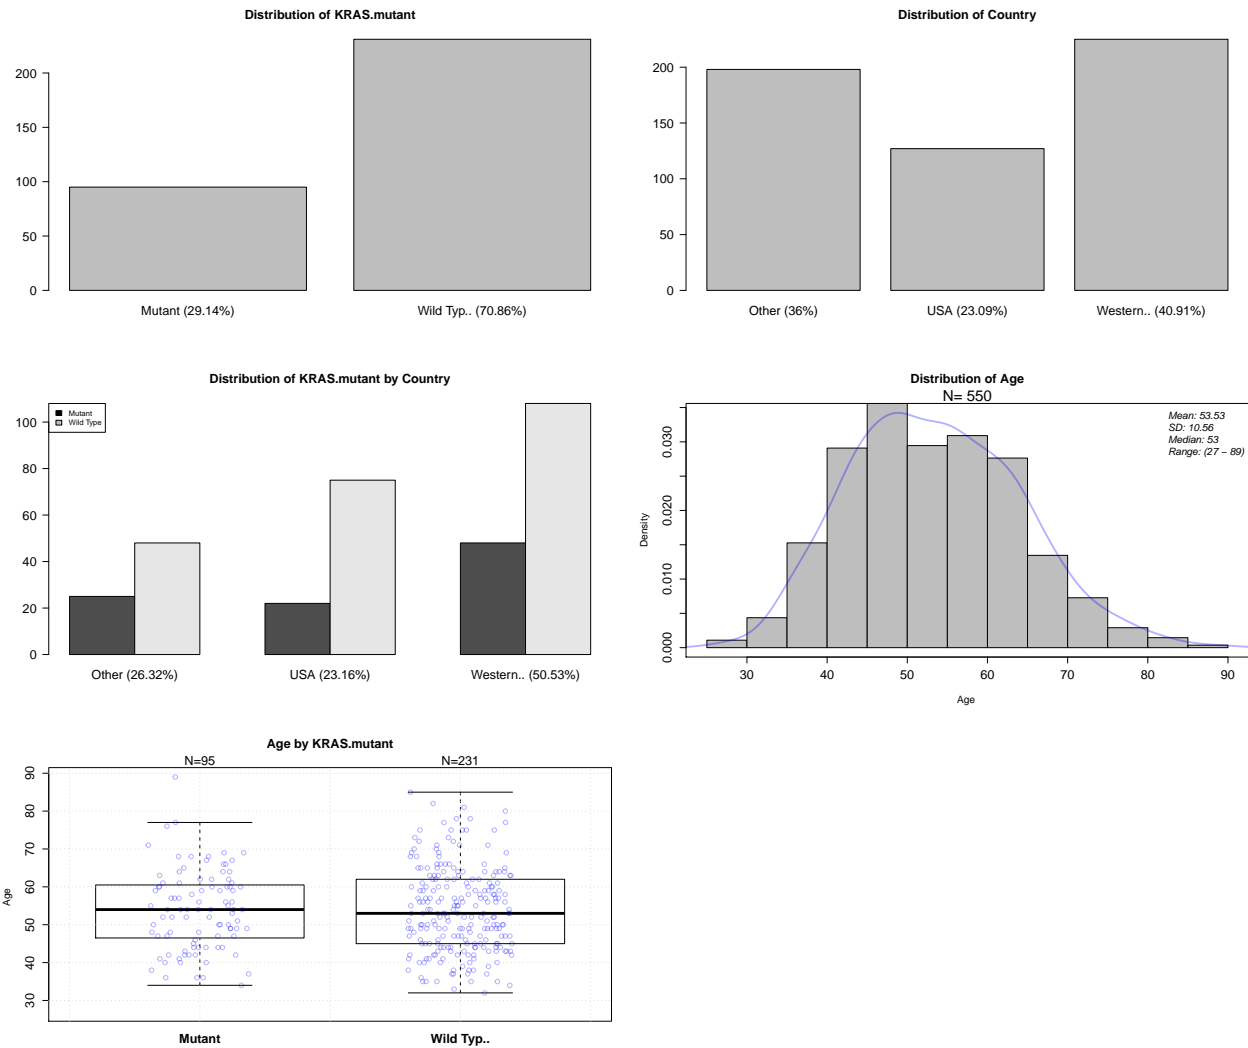 Distribution of KRAS.mutant
200
150
100
50
0
Mutant (29.14%)
Wild Typ.. (70.86%)
Distribution of Country
200
150
100
50
0
Other (36%)
USA (23.09%)
Western.. (40.91%)
Distribution of KRAS.mutant by Country
Mutant
Wild Type
100
80
60
40
20
0
Other (26.32%)
USA (23.16%)
Western.. (50.53%)
Distribution of Age
N= 550
Mean: 53.53
SD: 10.56
Median: 53
Range: (27 − 89)
Density
0.030
0.020
0.010
0.000
30 40 50 60 70 80 90
Age
Age by KRAS.mutant
N=95
N=231
Age
90
80
70
60
50
40
30
Mutant
Wild Typ..